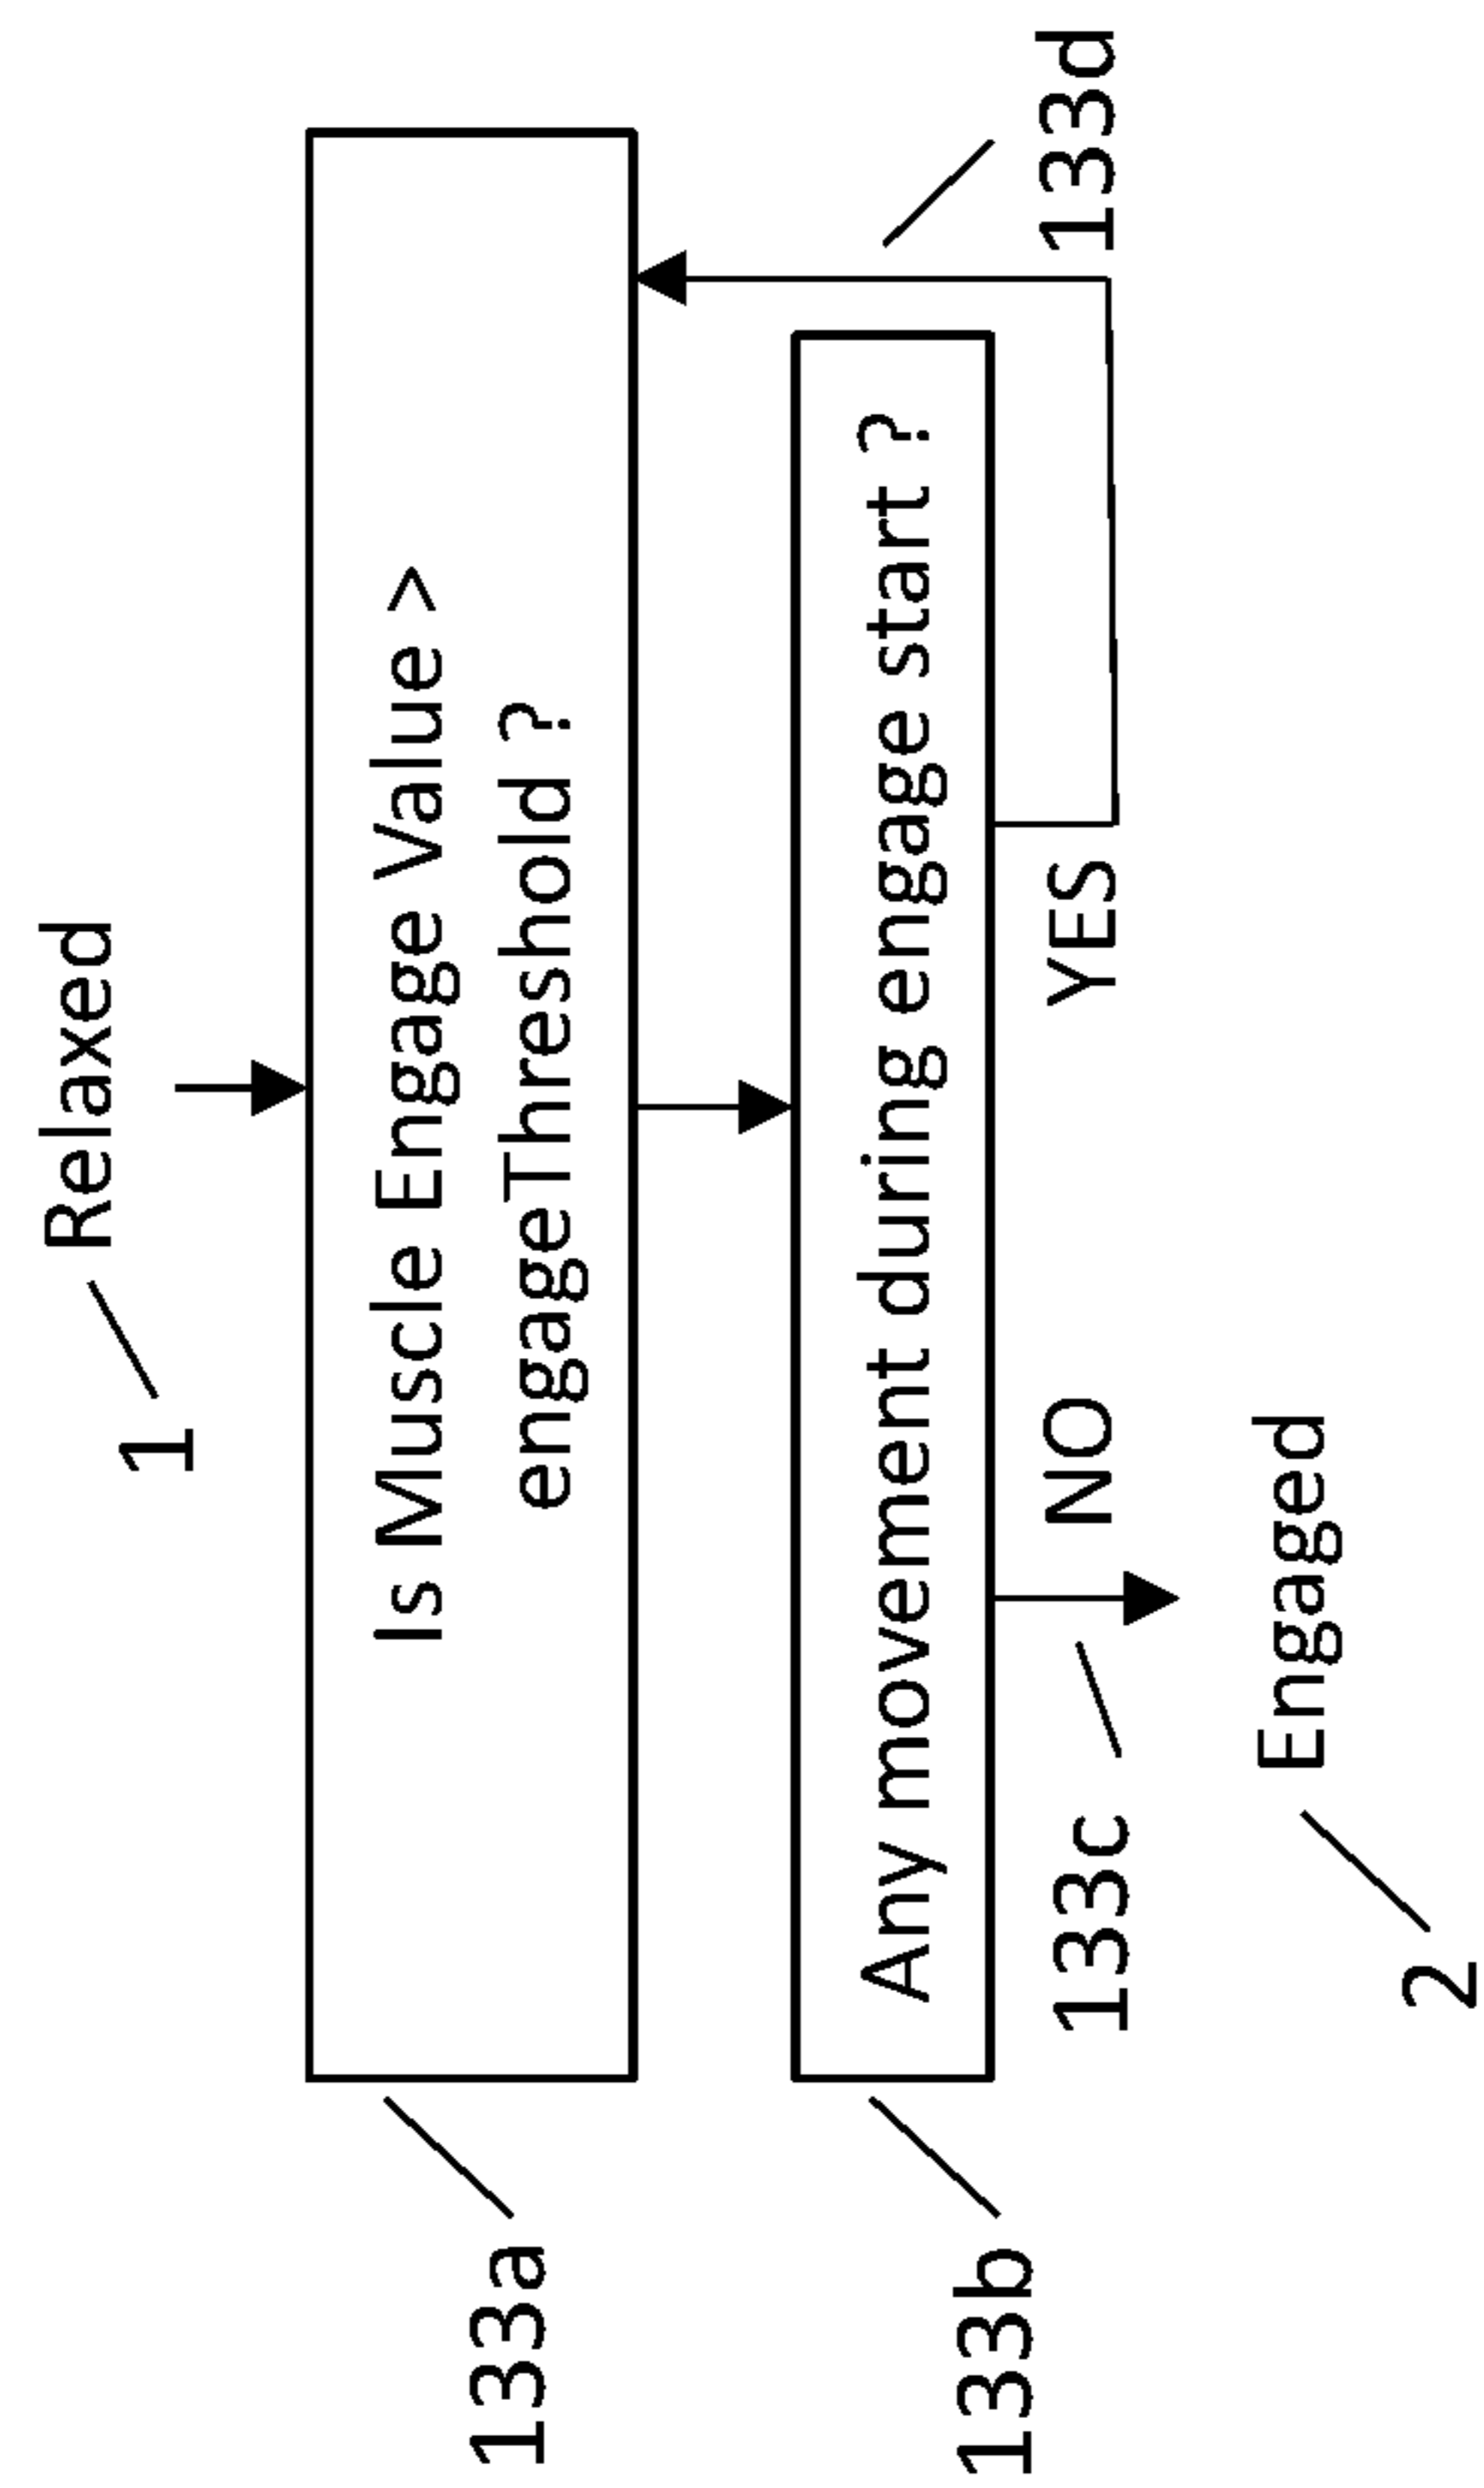 1 Relaxed
133a
Is Muscle Engage Value >
engageThreshold ?
133b
Any movement during engage start ?
133c
NO
YES
133d
2 Engaged